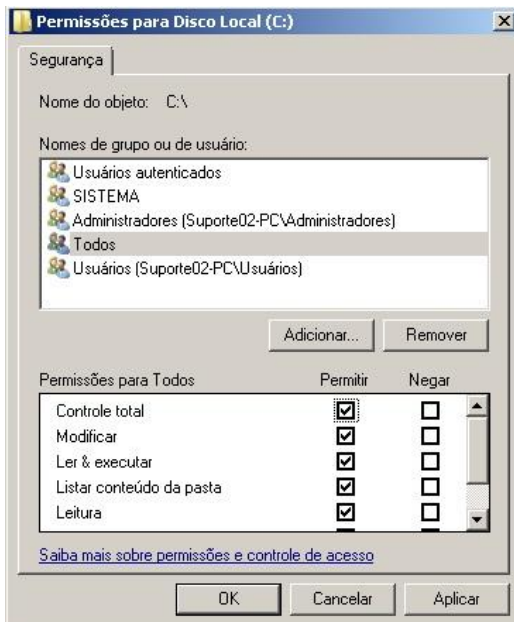 Permissões para Disco Local (C:)
Segurança
Nome do objeto: C:\
Nomes de grupo ou de usuário:
Usuários autenticados
SISTEMA
Administradores (Suporte02-PC\Administradores)
Todos
Usuários (Suporte02-PC\Usuários)
Adicionar... Remover
Permissões para Todos Permitir Negar
Controle total
Modificar
Ler & executar
Listar conteúdo da pasta
Leitura
Saiba mais sobre permissões e controle de acesso
OK Cancelar Aplicar